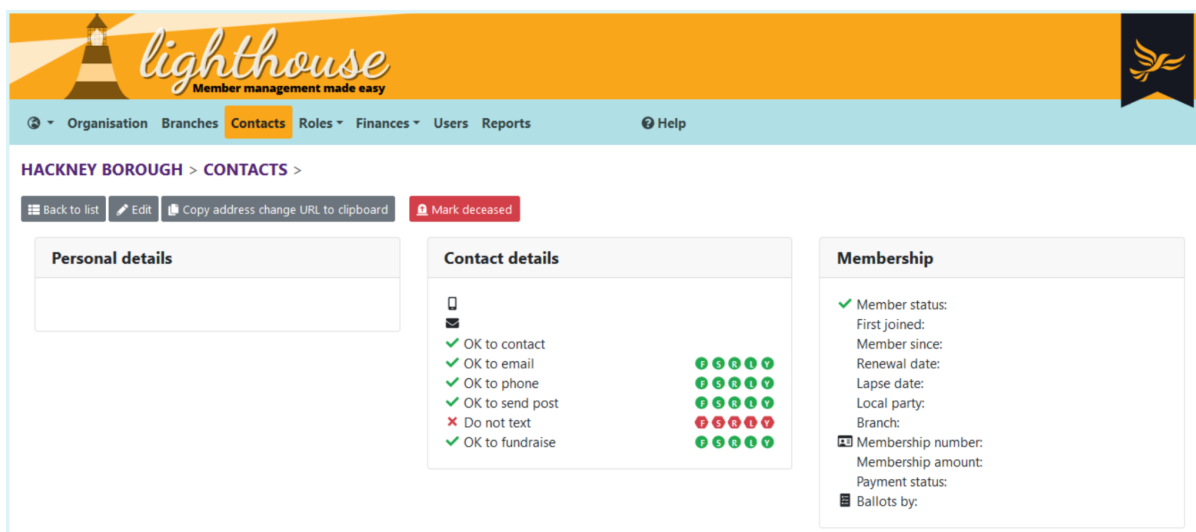 lighthouse
Member management made easy
Organisation Branches Contacts Roles Finances Users Reports Help
HACKNEY BOROUGH > CONTACTS >
Back to list Edit Copy address change URL to clipboard Mark deceased
Personal details
Contact details
OK to contact
OK to email F S R L Y
OK to phone F S R L Y
OK to send post F S R L Y
Do not text F S R L Y
OK to fundraise F S R L Y
Membership
Member status:
First joined:
Member since:
Renewal date:
Lapse date:
Local party:
Branch:
Membership number:
Membership amount:
Payment status:
Ballots by: